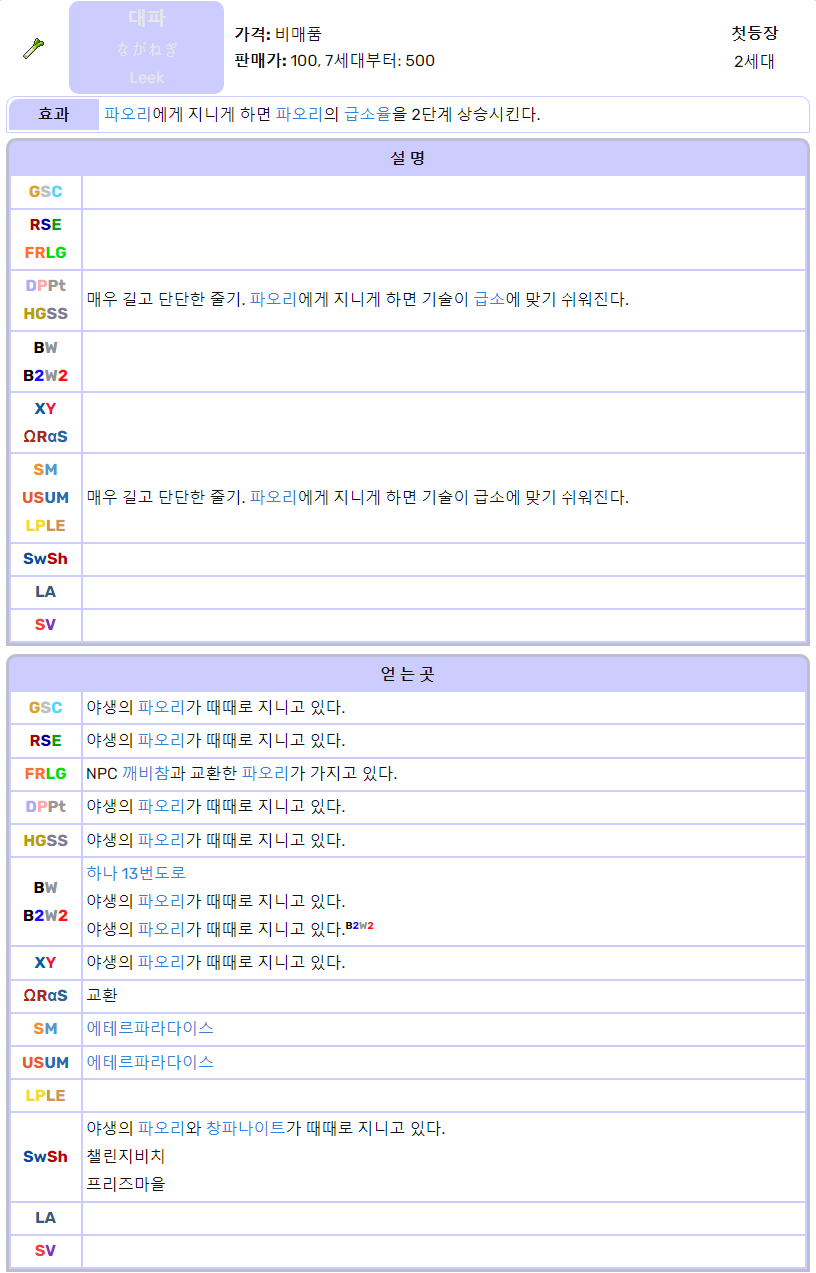 대파
ながねぎ
Leek
가격: 비매품
판매가: 100, 7세대부터: 500
첫등장
2세대
효과 파오리에게 지니게 하면 파오리의 급소율을 2단계 상승시킨다.
설 명
GSC
RSE
FRLG
DPPt
HGSS
매우 길고 단단한 줄기. 파오리에게 지니게 하면 기술이 급소에 맞기 쉬워진다.
BW
B2W2
XY
ΩRαS
SM
USUM
LPLE
매우 길고 단단한 줄기. 파오리에게 지니게 하면 기술이 급소에 맞기 쉬워진다.
SwSh
LA
SV
얻 는 곳
GSC 야생의 파오리가 때때로 지니고 있다.
RSE 야생의 파오리가 때때로 지니고 있다.
FRLG NPC 깨비참과 교환한 파오리가 가지고 있다.
DPPt 야생의 파오리가 때때로 지니고 있다.
HGSS 야생의 파오리가 때때로 지니고 있다.
BW
B2W2
하나 13번도로
야생의 파오리가 때때로 지니고 있다.
야생의 파오리가 때때로 지니고 있다.B2W2
XY 야생의 파오리가 때때로 지니고 있다.
ΩRαS 교환
SM 에테르파라다이스
USUM 에테르파라다이스
LPLE
SwSh
야생의 파오리와 창파나이트가 때때로 지니고 있다.
챌린지비치
프리즈마을
LA
SV